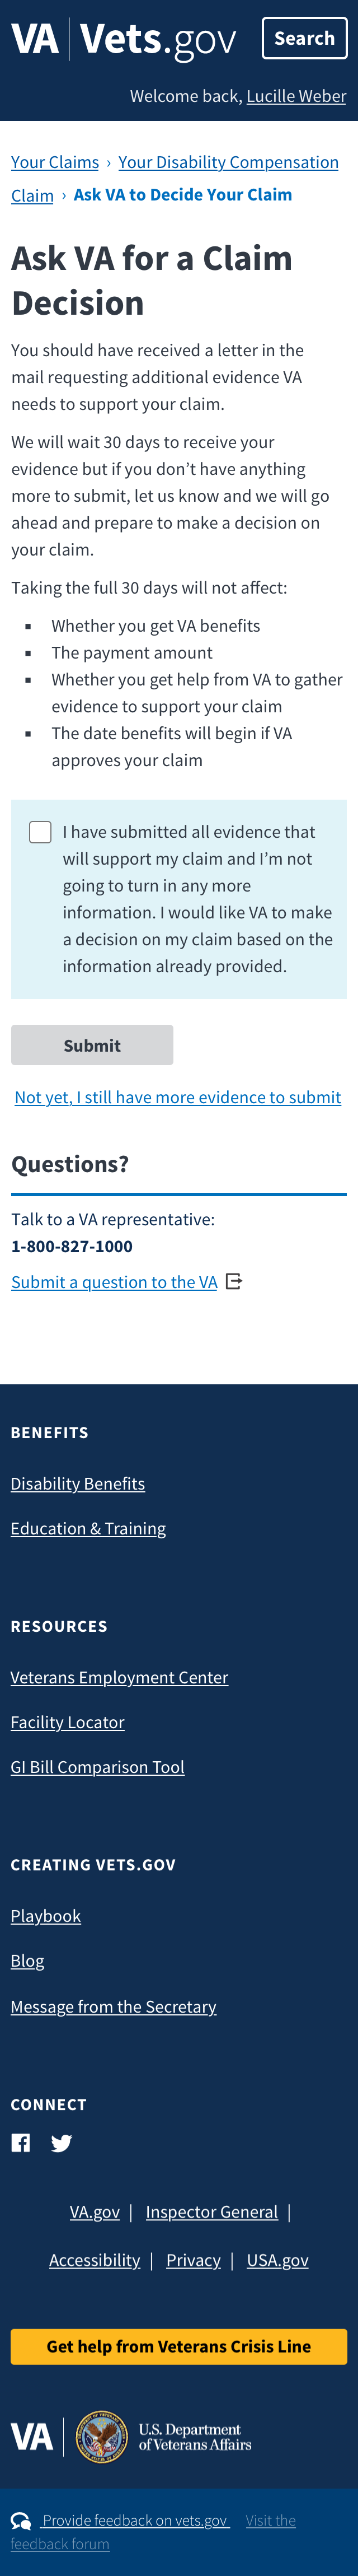 VA Vets.gov Search
Welcome back, Lucille Weber
Your Claims › Your Disability Compensation
Claim › Ask VA to Decide Your Claim
Ask VA for a Claim
Decision
You should have received a letter in the
mail requesting additional evidence VA
needs to support your claim.
We will wait 30 days to receive your
evidence but if you don’t have anything
more to submit, let us know and we will go
ahead and prepare to make a decision on
your claim.
Taking the full 30 days will not affect:
▪ Whether you get VA benefits
▪ The payment amount
▪ Whether you get help from VA to gather
evidence to support your claim
▪ The date benefits will begin if VA
approves your claim
I have submitted all evidence that
will support my claim and I’m not
going to turn in any more
information. I would like VA to make
a decision on my claim based on the
information already provided.
Submit
Not yet, I still have more evidence to submit
Questions?
Talk to a VA representative:
1-800-827-1000
Submit a question to the VA
BENEFITS
Disability Benefits
Education & Training
RESOURCES
Veterans Employment Center
Facility Locator
GI Bill Comparison Tool
CREATING VETS.GOV
Playbook
Blog
Message from the Secretary
CONNECT
VA.gov | Inspector General |
Accessibility | Privacy | USA.gov
Get help from Veterans Crisis Line
VA U.S. Department
of Veterans Affairs
Provide feedback on vets.gov Visit the
feedback forum